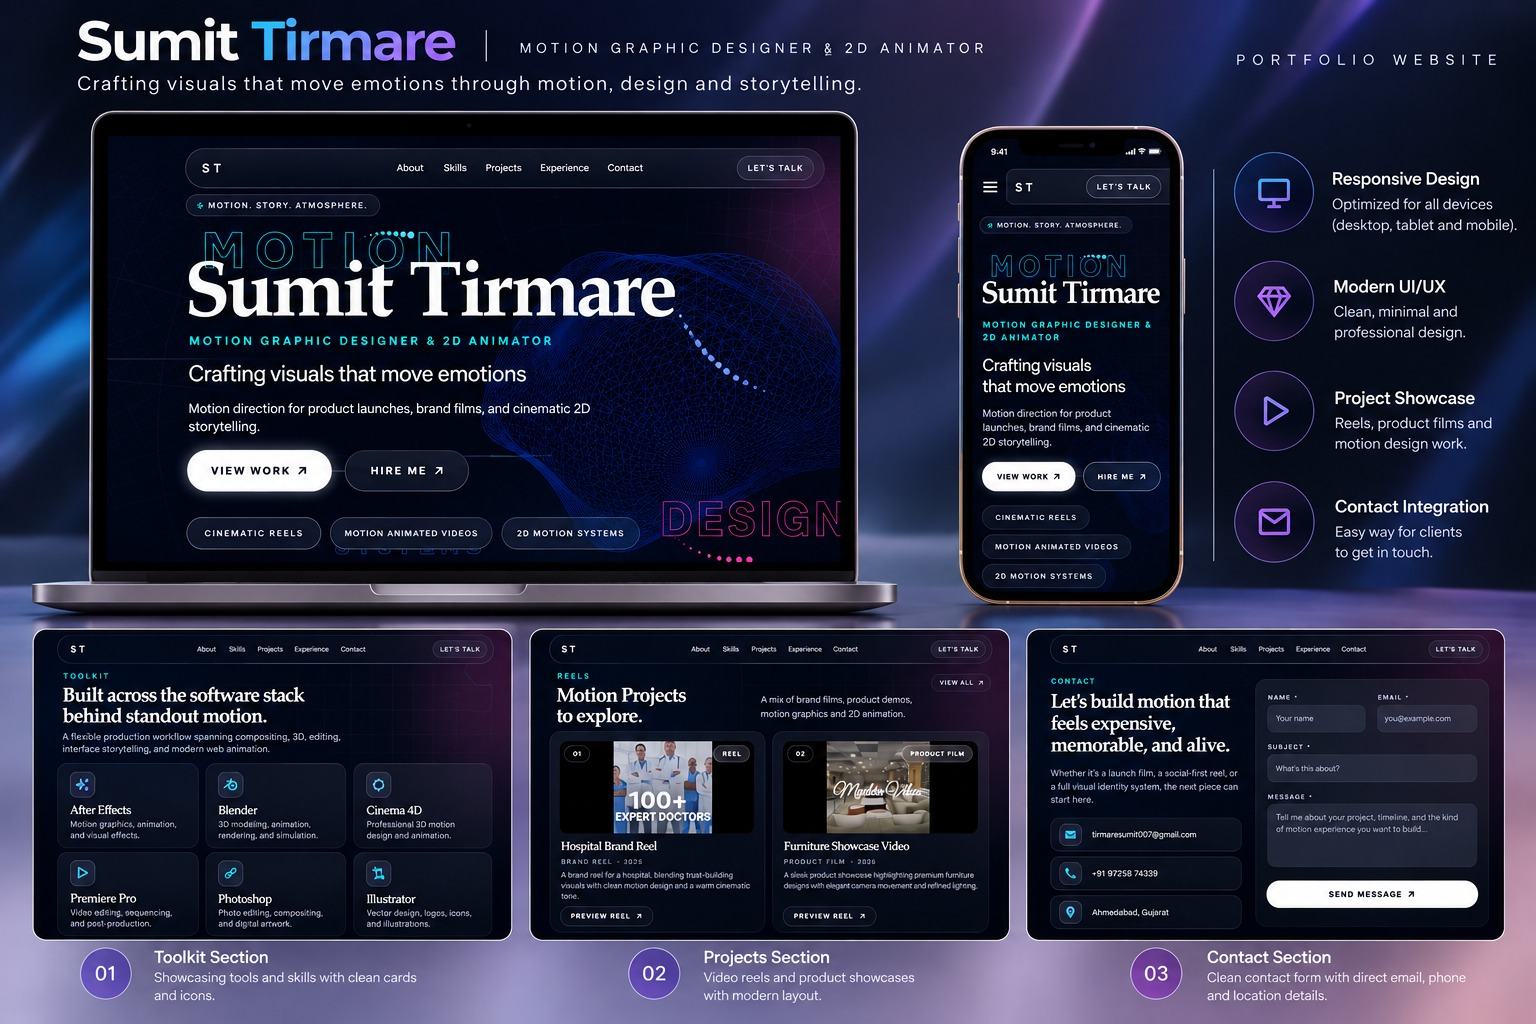 Sumit Tirmare
MOTION GRAPHIC DESIGNER & 2D ANIMATOR
PORTFOLIO WEBSITE
Crafting visuals that move emotions through motion, design and storytelling.
ST
About Skills Projects Experience Contact
LET'S TALK
MOTION. STORY. ATMOSPHERE.
MOTION
Sumit Tirmare
MOTION GRAPHIC DESIGNER & 2D ANIMATOR
Crafting visuals that move emotions
Motion direction for product launches, brand films, and cinematic 2D
storytelling.
VIEW WORK
HIRE ME
DESIGN
CINEMATIC REELS
MOTION ANIMATED VIDEOS
2D MOTION SYSTEMS
SYSTEMS
9:41
ST
LET'S TALK
MOTION. STORY. ATMOSPHERE.
MOTION
Sumit Tirmare
MOTION GRAPHIC DESIGNER &
2D ANIMATOR
Crafting visuals
that move emotions
Motion direction for product
launches, brand films, and cinematic
2D storytelling.
VIEW WORK
HIRE ME
CINEMATIC REELS
MOTION ANIMATED VIDEOS
2D MOTION SYSTEMS
Responsive Design
Optimized for all devices
(desktop, tablet and mobile).
Modern UI/UX
Clean, minimal and
professional design.
Project Showcase
Reels, product films and
motion design work.
Contact Integration
Easy way for clients
to get in touch.
ST
About Skills Projects Experience Contact
LET'S TALK
TOOLKIT
Built across the software stack
behind standout motion.
A flexible production workflow spanning compositing, 3D, editing,
interface storytelling, and modern web animation.
After Effects
Motion graphics, animation,
and visual effects.
Blender
3D modeling, animation,
rendering, and simulation.
Cinema 4D
Professional 3D motion
design and animation.
Premiere Pro
Video editing, sequencing,
and post-production.
Photoshop
Photo editing, compositing,
and digital artwork.
Illustrator
Vector design, logos, icons,
and illustrations.
ST
About Skills Projects Experience Contact
LET'S TALK
REELS
VIEW ALL
Motion Projects
to explore.
A mix of brand films, product demos,
motion graphics and 2D animation.
01
REEL
100+
EXPERT DOCTORS
Hospital Brand Reel
BRAND REEL • 2025
A brand reel for a hospital, blending trust-building
visuals with clean motion design and a warm cinematic
tone.
PREVIEW REEL
02
PRODUCT FILM
Furniture Showcase Video
PRODUCT FILM • 2026
A sleek product showcase highlighting premium furniture
designs with elegant camera movement and refined lighting.
PREVIEW REEL
ST
About Skills Projects Experience Contact
LET'S TALK
CONTACT
Let's build motion that
feels expensive,
memorable, and alive.
Whether it's a launch film, a social-first reel, or
a full visual identity system, the next piece can
start here.
tirmaresumit007@gmail.com
+91 97258 74339
Ahmedabad, Gujarat
NAME *
Your name
EMAIL *
you@example.com
SUBJECT *
What's this about?
MESSAGE *
Tell me about your project, timeline, and the kind
of motion experience you want to build...
SEND MESSAGE
01
Toolkit Section
Showcasing tools and skills with clean cards
and icons.
02
Projects Section
Video reels and product showcases
with modern layout.
03
Contact Section
Clean contact form with direct email, phone
and location details.